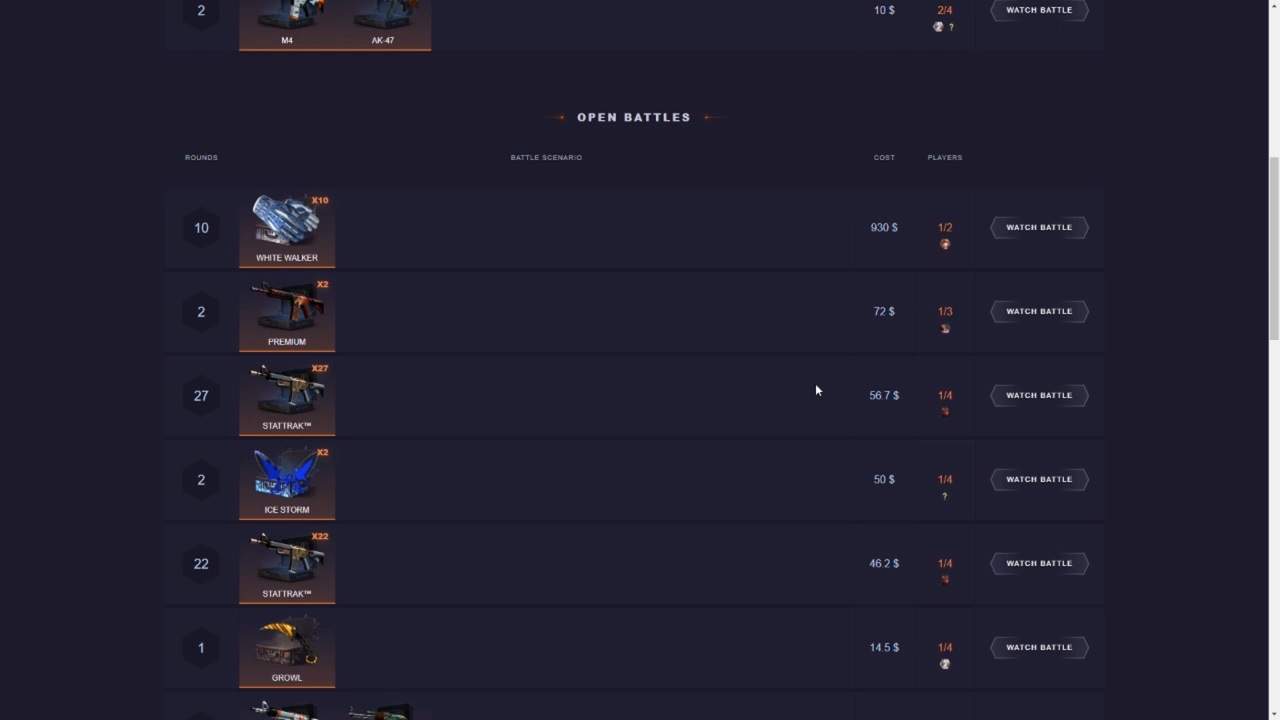 2
M4
AK-47
10 $
2/4
?
WATCH BATTLE
OPEN BATTLES
ROUNDS
BATTLE SCENARIO
COST
PLAYERS
10
X10
WHITE WALKER
930 $
1/2
WATCH BATTLE
2
X2
PREMIUM
72 $
1/3
WATCH BATTLE
27
X27
STATTRAK™
56.7 $
1/4
WATCH BATTLE
2
X2
ICE STORM
50 $
1/4
?
WATCH BATTLE
22
X22
STATTRAK™
46.2 $
1/4
WATCH BATTLE
1
GROWL
14.5 $
1/4
WATCH BATTLE